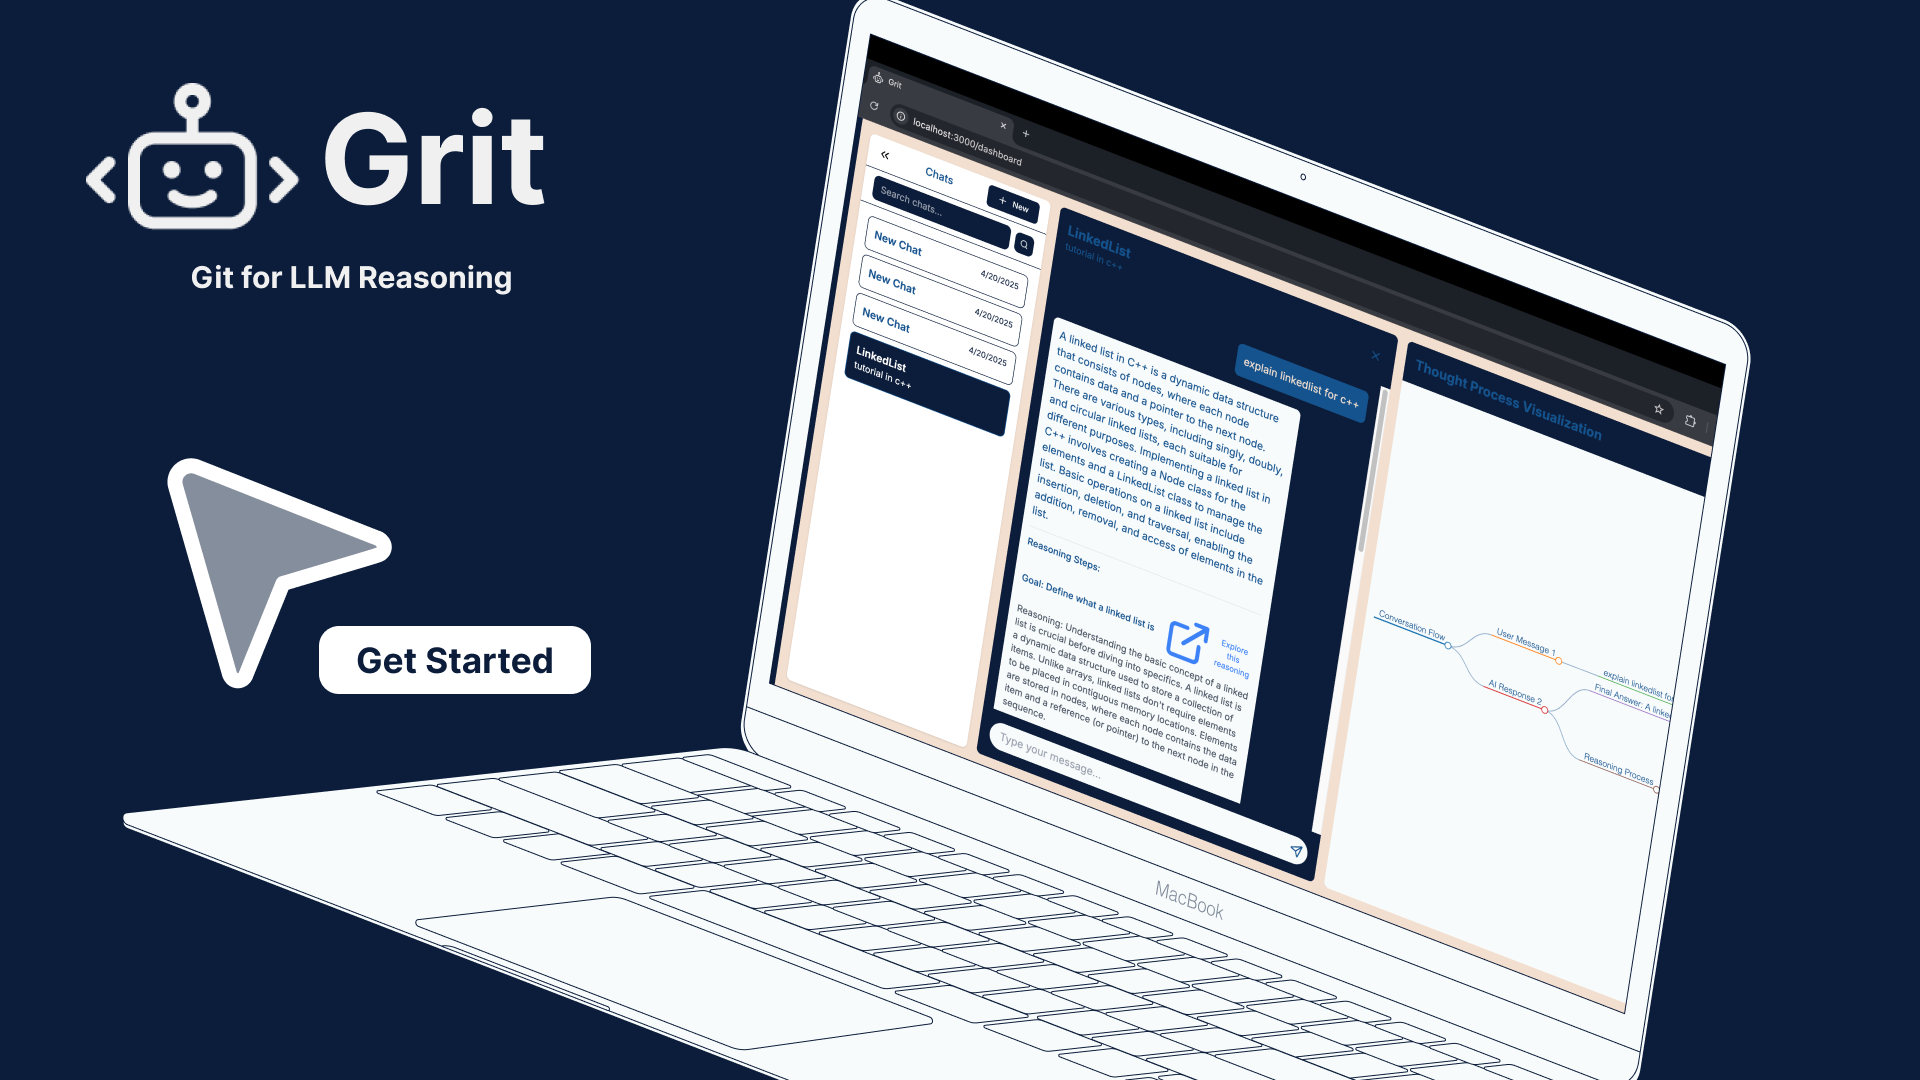 Grit
Git for LLM Reasoning
Get Started
Grit
localhost:3000/dashboard
Chats
New
Search chats...
New Chat
4/20/2025
New Chat
4/20/2025
New Chat
4/20/2025
LinkedList
tutorial in c++
LinkedList
tutorial in c++
explain linkedlist for c++
A linked list in C++ is a dynamic data structure
that consists of nodes, where each node
contains data and a pointer to the next node.
There are various types, including singly, doubly,
and circular linked lists, each suitable for
different purposes. Implementing a linked list in
C++ involves creating a Node class for the
elements and a LinkedList class to manage the
list. Basic operations on a linked list include
insertion, deletion, and traversal, enabling the
addition, removal, and access of elements in the
list.
Reasoning Steps:
Goal: Define what a linked list is
Explore
this
reasoning
Reasoning: Understanding the basic concept of a linked
list is crucial before diving into specifics. A linked list is
a dynamic data structure used to store a collection of
items. Unlike arrays, linked lists don't require elements
to be placed in contiguous memory locations. Elements
are stored in nodes, where each node contains the data
item and a reference (or pointer) to the next node in the
sequence.
Type your message...
Thought Process Visualization
Conversation Flow
User Message 1
explain linkedlist fo
AI Response 2
Final Answer: A linke
Reasoning Process
MacBook